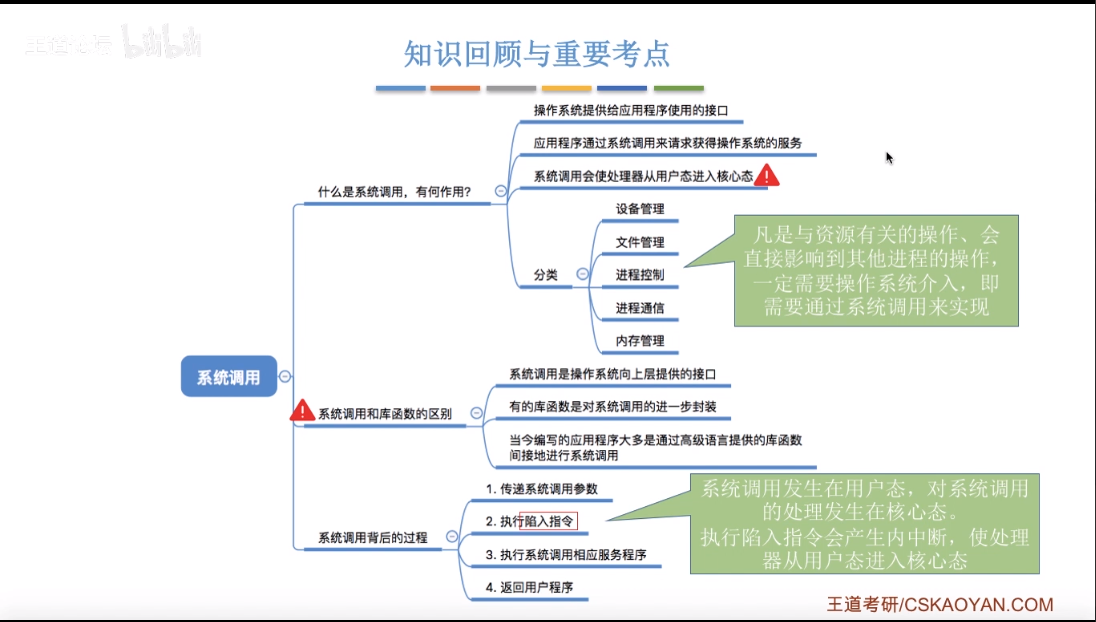 王道论坛 bilibili
知识回顾与重要考点
操作系统提供给应用程序使用的接口
应用程序通过系统调用来请求获得操作系统的服务
什么是系统调用，有何作用？
系统调用会使处理器从用户态进入核心态
分类
设备管理
文件管理
进程控制
进程通信
内存管理
凡是与资源有关的操作、会
直接影响到其他进程的操作，
一定需要操作系统介入，即
需要通过系统调用来实现
系统调用
系统调用和库函数的区别
系统调用是操作系统向上层提供的接口
有的库函数是对系统调用的进一步封装
当今编写的应用程序大多是通过高级语言提供的库函数
间接地进行系统调用
系统调用背后的过程
1. 传递系统调用参数
2. 执行陷入指令
3. 执行系统调用相应服务程序
4. 返回用户程序
系统调用发生在用户态，对系统调用
的处理发生在核心态。
执行陷入指令会产生内中断，使处理
器从用户态进入核心态
王道考研/CSKAOYAN.COM